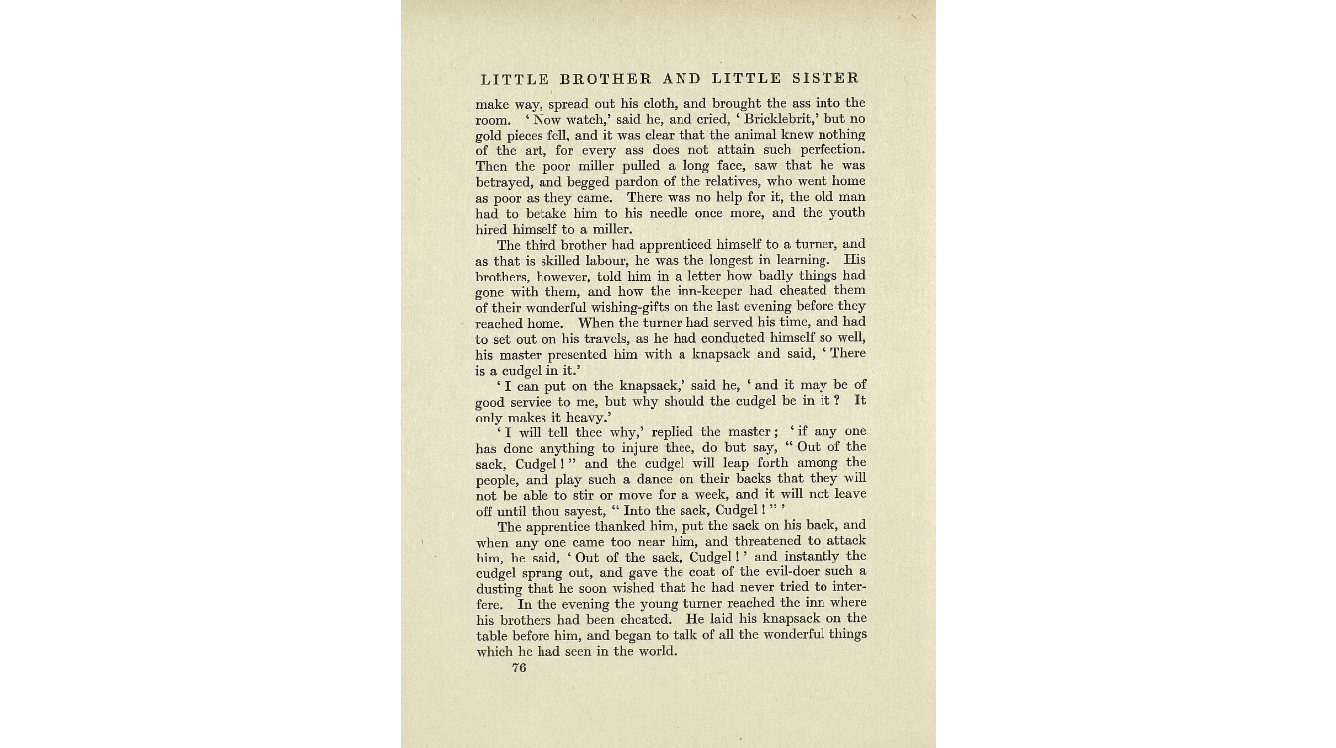 LITTLE BROTHER AND LITTLE SISTER
make way, spread out his cloth, and brought the ass into the
room. ‘ Now watch,’ said he, and cried, ‘ Bricklebrit,’ but no
gold pieces fell, and it was clear that the animal knew nothing
of the art, for every ass does not attain such perfection.
Then the poor miller pulled a long face, saw that he was
betrayed, and begged pardon of the relatives, who went home
as poor as they came. There was no help for it, the old man
had to betake him to his needle once more, and the youth
hired himself to a miller.
The third brother had apprenticed himself to a turner, and
as that is skilled labour, he was the longest in learning. His
brothers, however, told him in a letter how badly things had
gone with them, and how the inn-keeper had cheated them
of their wonderful wishing-gifts on the last evening before they
reached home. When the turner had served his time, and had
to set out on his travels, as he had conducted himself so well,
his master presented him with a knapsack and said, ‘ There
is a cudgel in it.’
‘ I can put on the knapsack,’ said he, ‘ and it may be of
good service to me, but why should the cudgel be in it ? It
only makes it heavy.’
‘ I will tell thee why,’ replied the master ; ‘ if any one
has done anything to injure thee, do but say, “ Out of the
sack, Cudgel ! ” and the cudgel will leap forth among the
people, and play such a dance on their backs that they will
not be able to stir or move for a week, and it will not leave
off until thou sayest, “ Into the sack, Cudgel ! ” ’
The apprentice thanked him, put the sack on his back, and
when any one came too near him, and threatened to attack
him, he said, ‘ Out of the sack, Cudgel ! ’ and instantly the
cudgel sprang out, and gave the coat of the evil-doer such a
dusting that he soon wished that he had never tried to inter-
fere. In the evening the young turner reached the inn where
his brothers had been cheated. He laid his knapsack on the
table before him, and began to talk of all the wonderful things
which he had seen in the world.
76